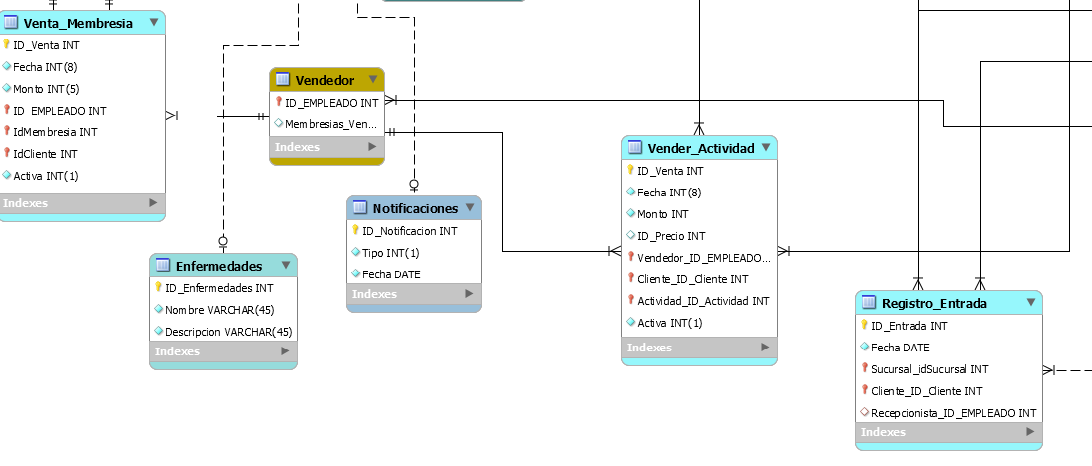 Venta_Membresia
ID_Venta INT
Fecha INT(8)
Monto INT(5)
ID EMPLEADO INT
IdMembresia INT
IdCliente INT
Activa INT(1)
Indexes
Vendedor
ID_EMPLEADO INT
Membresias_Ven...
Indexes
Notificaciones
ID_Notificacion INT
Tipo INT(1)
Fecha DATE
Indexes
Enfermedades
ID_Enfermedades INT
Nombre VARCHAR(45)
Descripcion VARCHAR(45)
Indexes
Vender_Actividad
ID_Venta INT
Fecha INT(8)
Monto INT
ID_Precio INT
Vendedor_ID_EMPLEADO...
Cliente_ID_Cliente INT
Actividad_ID_Actividad INT
Activa INT(1)
Indexes
Registro_Entrada
ID_Entrada INT
Fecha DATE
Sucursal_idSucursal INT
Cliente_ID_Cliente INT
Recepcionista_ID_EMPLEADO INT
Indexes